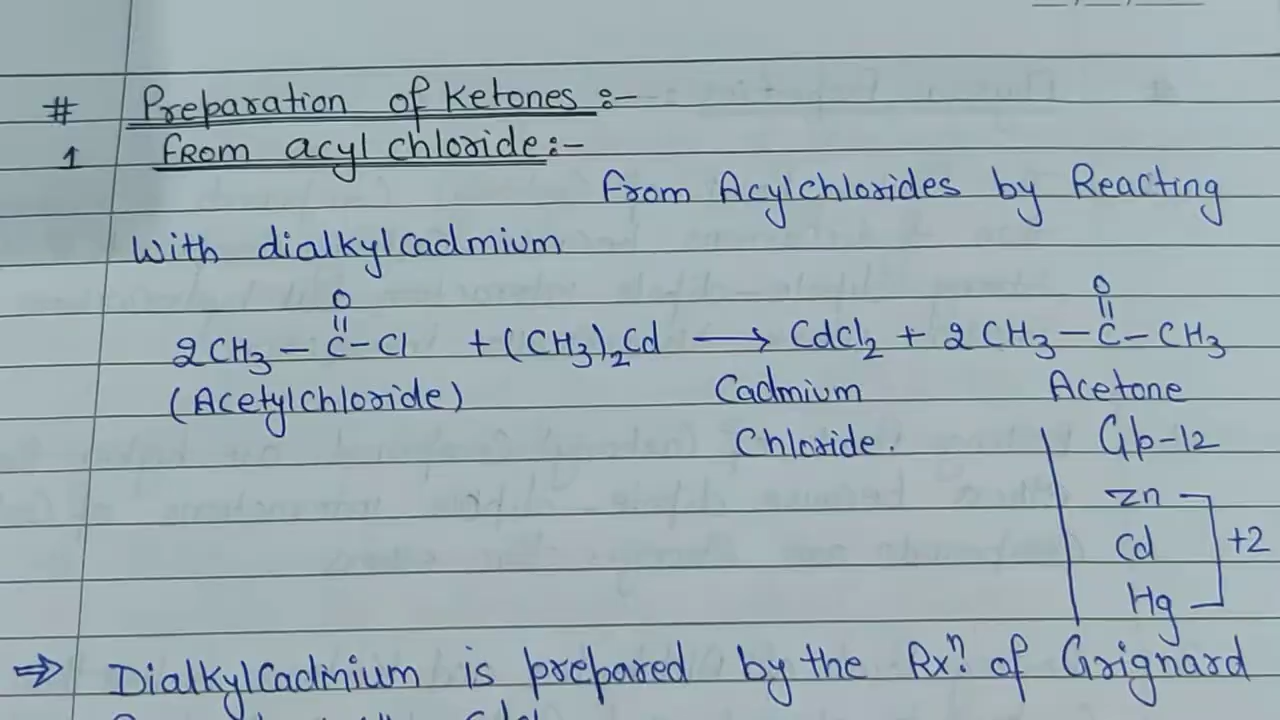 # Preparation of Ketones :-
1 from acyl chloride:-
from Acylchlorides by Reacting
With dialkylcadmium
O O
|| ||
2CH3 – C – Cl + (CH3)2Cd ⟶ CdCl2 + 2CH3 – C – CH3
(Acetylchloride) Cadmium Acetone
Chloride. Gp-12
Zn
Cd +2
Hg
⇒ DialkylCadmium is prepared by the Rxn. of Grignard